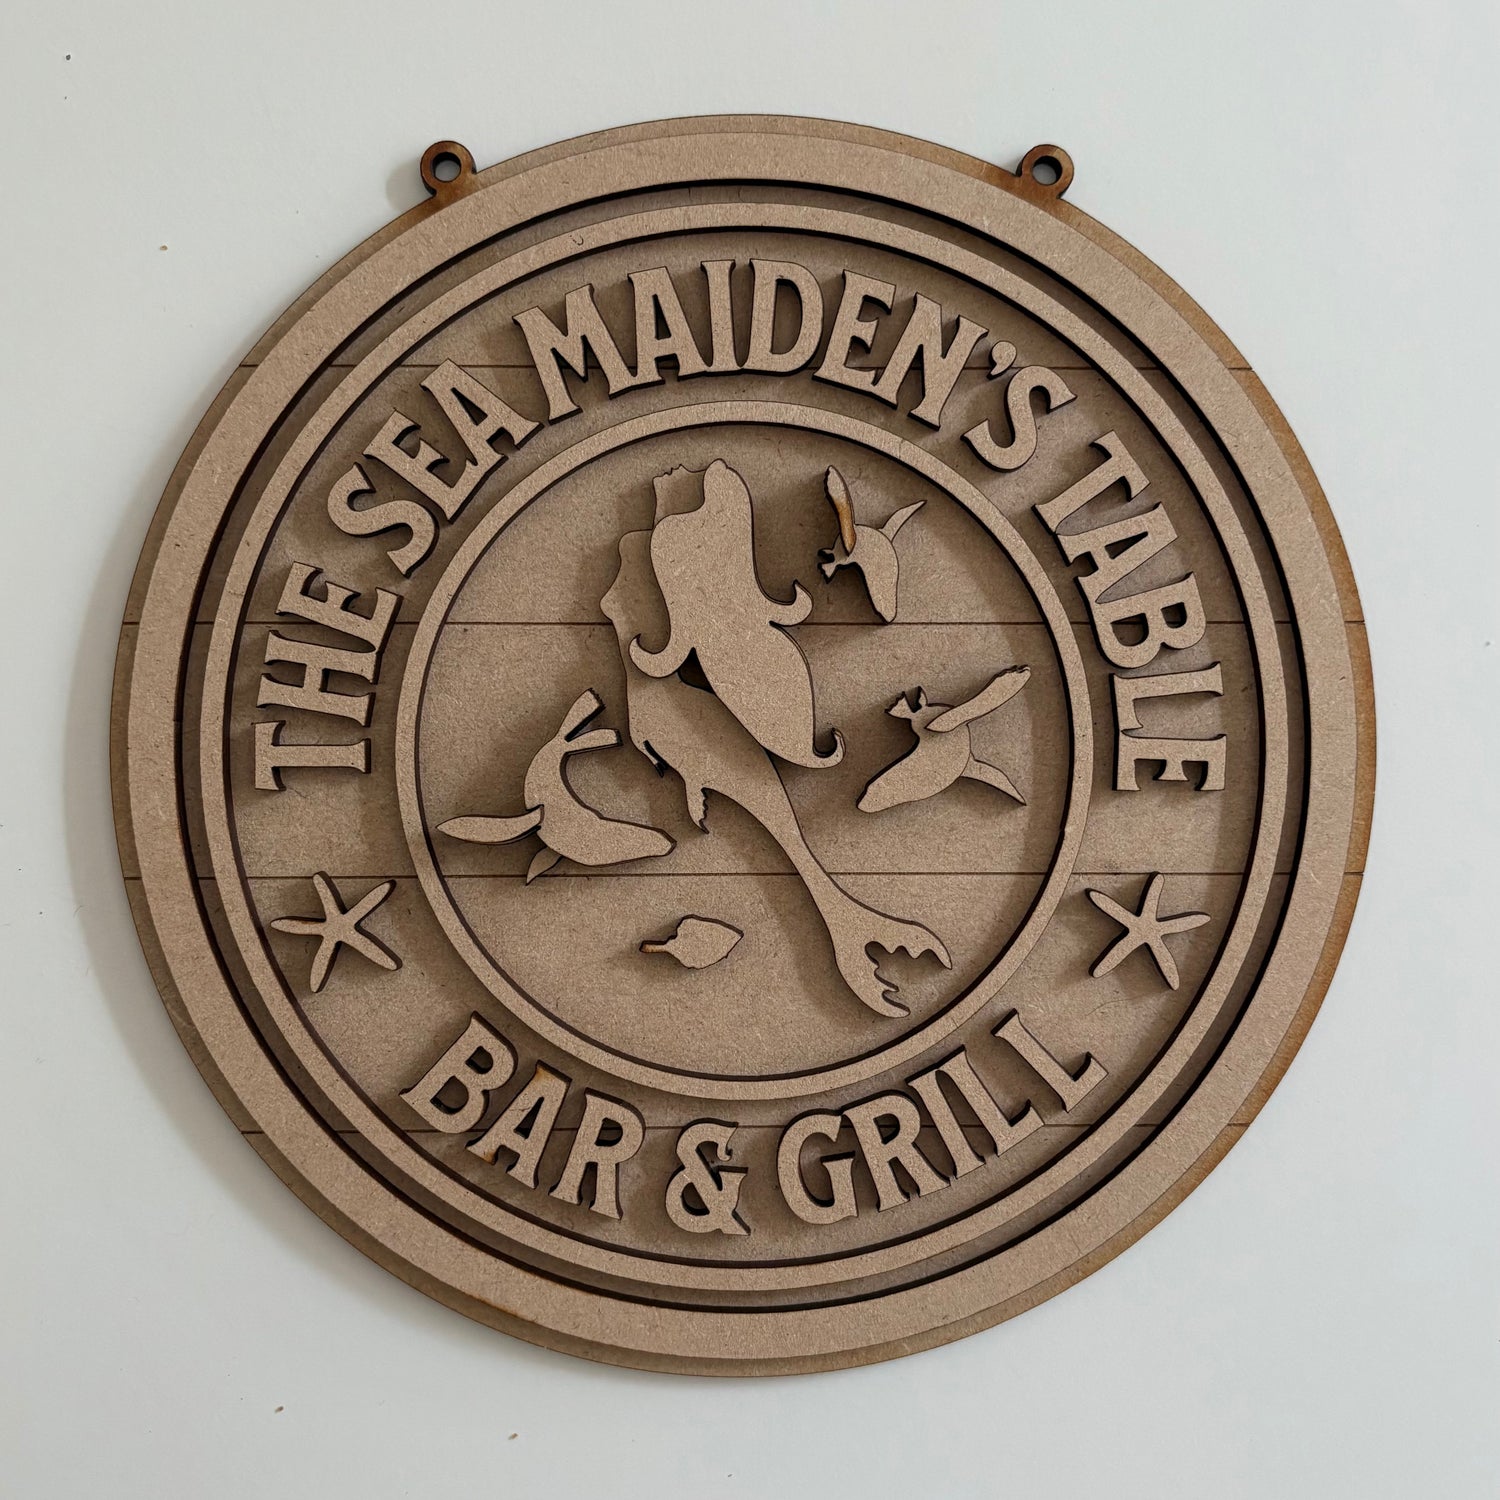 THE SEA MAIDEN'S TABLE
BAR & GRILL